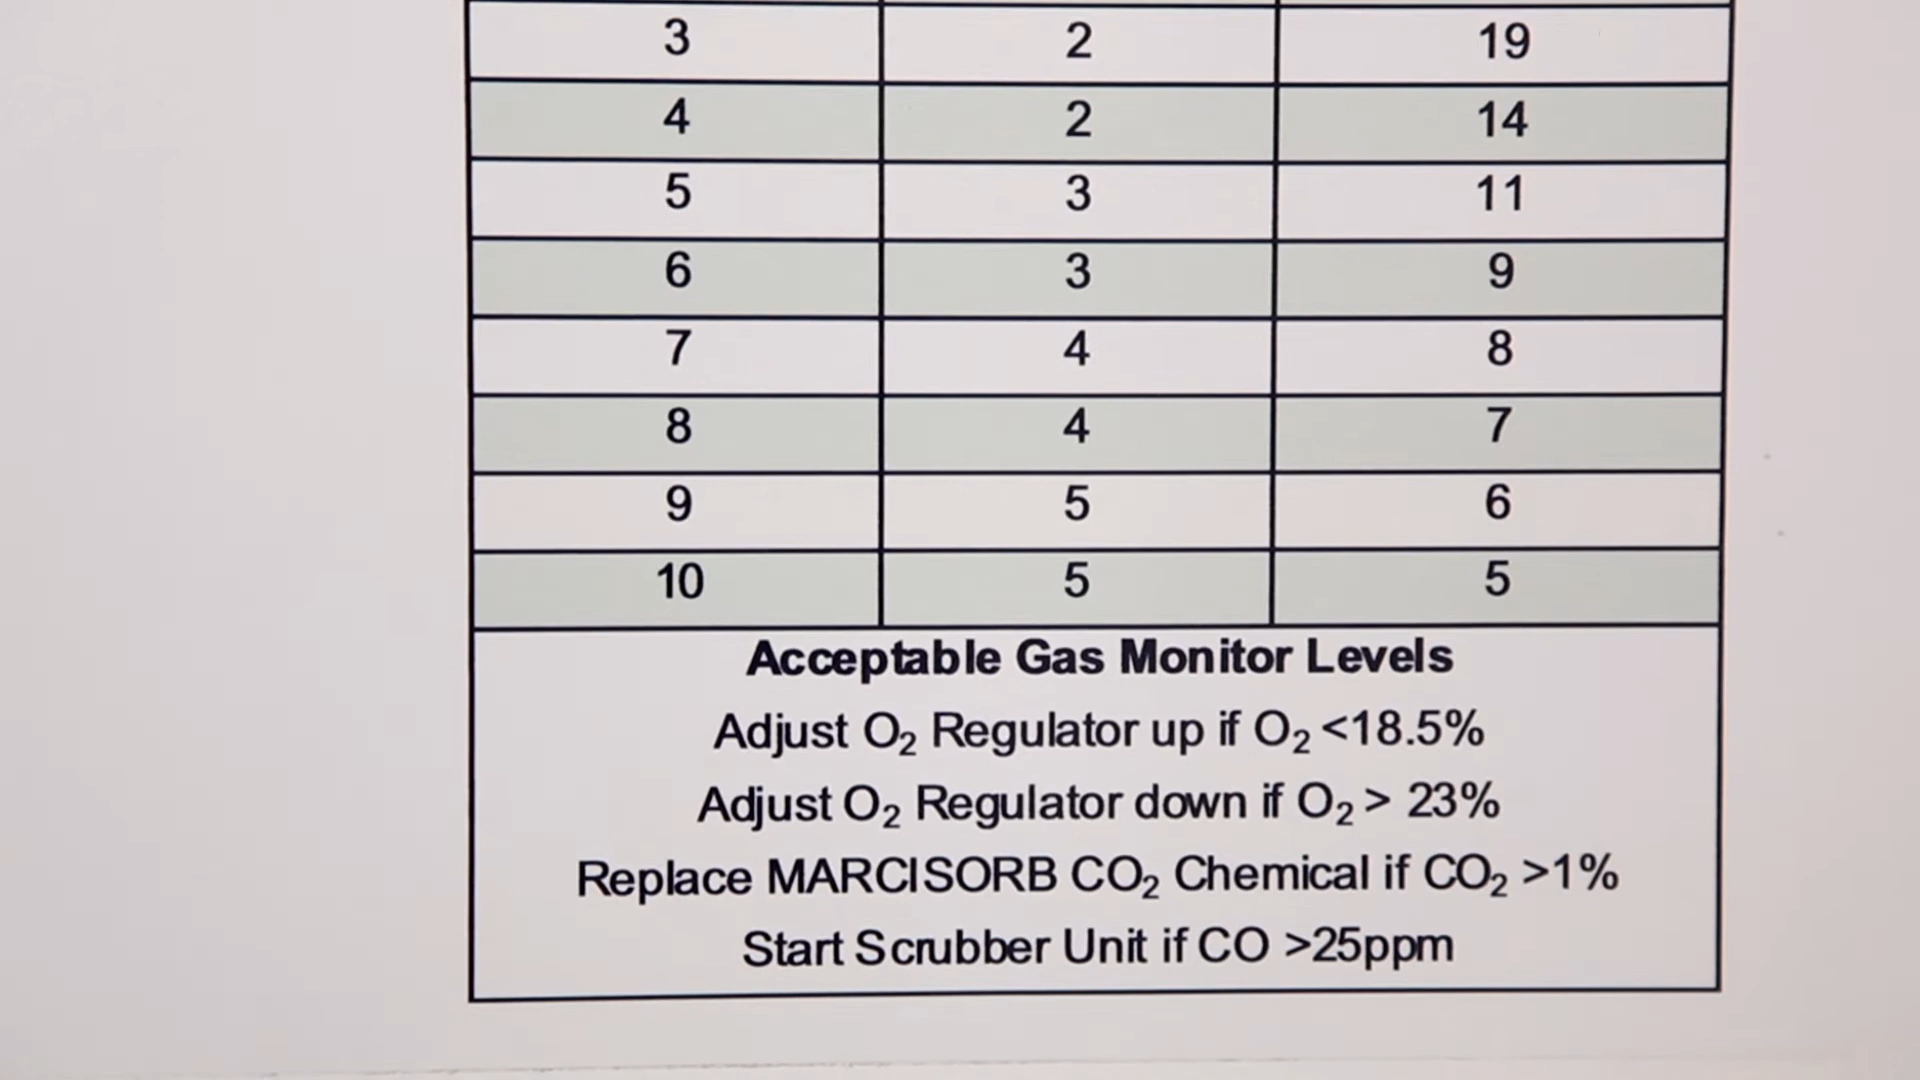 3 2 19
4 2 14
5 3 11
6 3 9
7 4 8
8 4 7
9 5 6
10 5 5
Acceptable Gas Monitor Levels
Adjust O₂ Regulator up if O₂ <18.5%
Adjust O₂ Regulator down if O₂ > 23%
Replace MARCISORB CO₂ Chemical if CO₂ >1%
Start Scrubber Unit if CO >25ppm